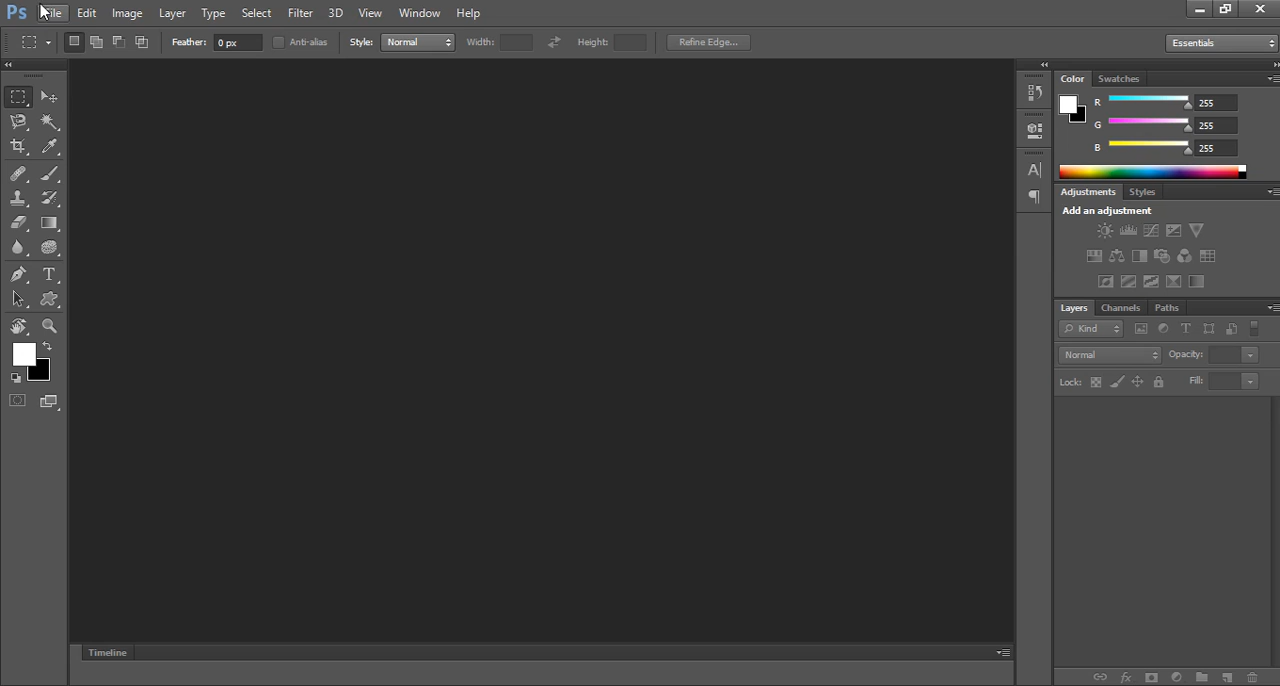 Ps File Edit Image Layer Type Select Filter 3D View Window Help
Feather: 0 px Anti-alias Style: Normal Width: Height: Refine Edge... Essentials
Color Swatches
R 255
G 255
B 255
Adjustments Styles
Add an adjustment
Layers Channels Paths
Kind
Normal Opacity:
Lock: Fill:
Timeline